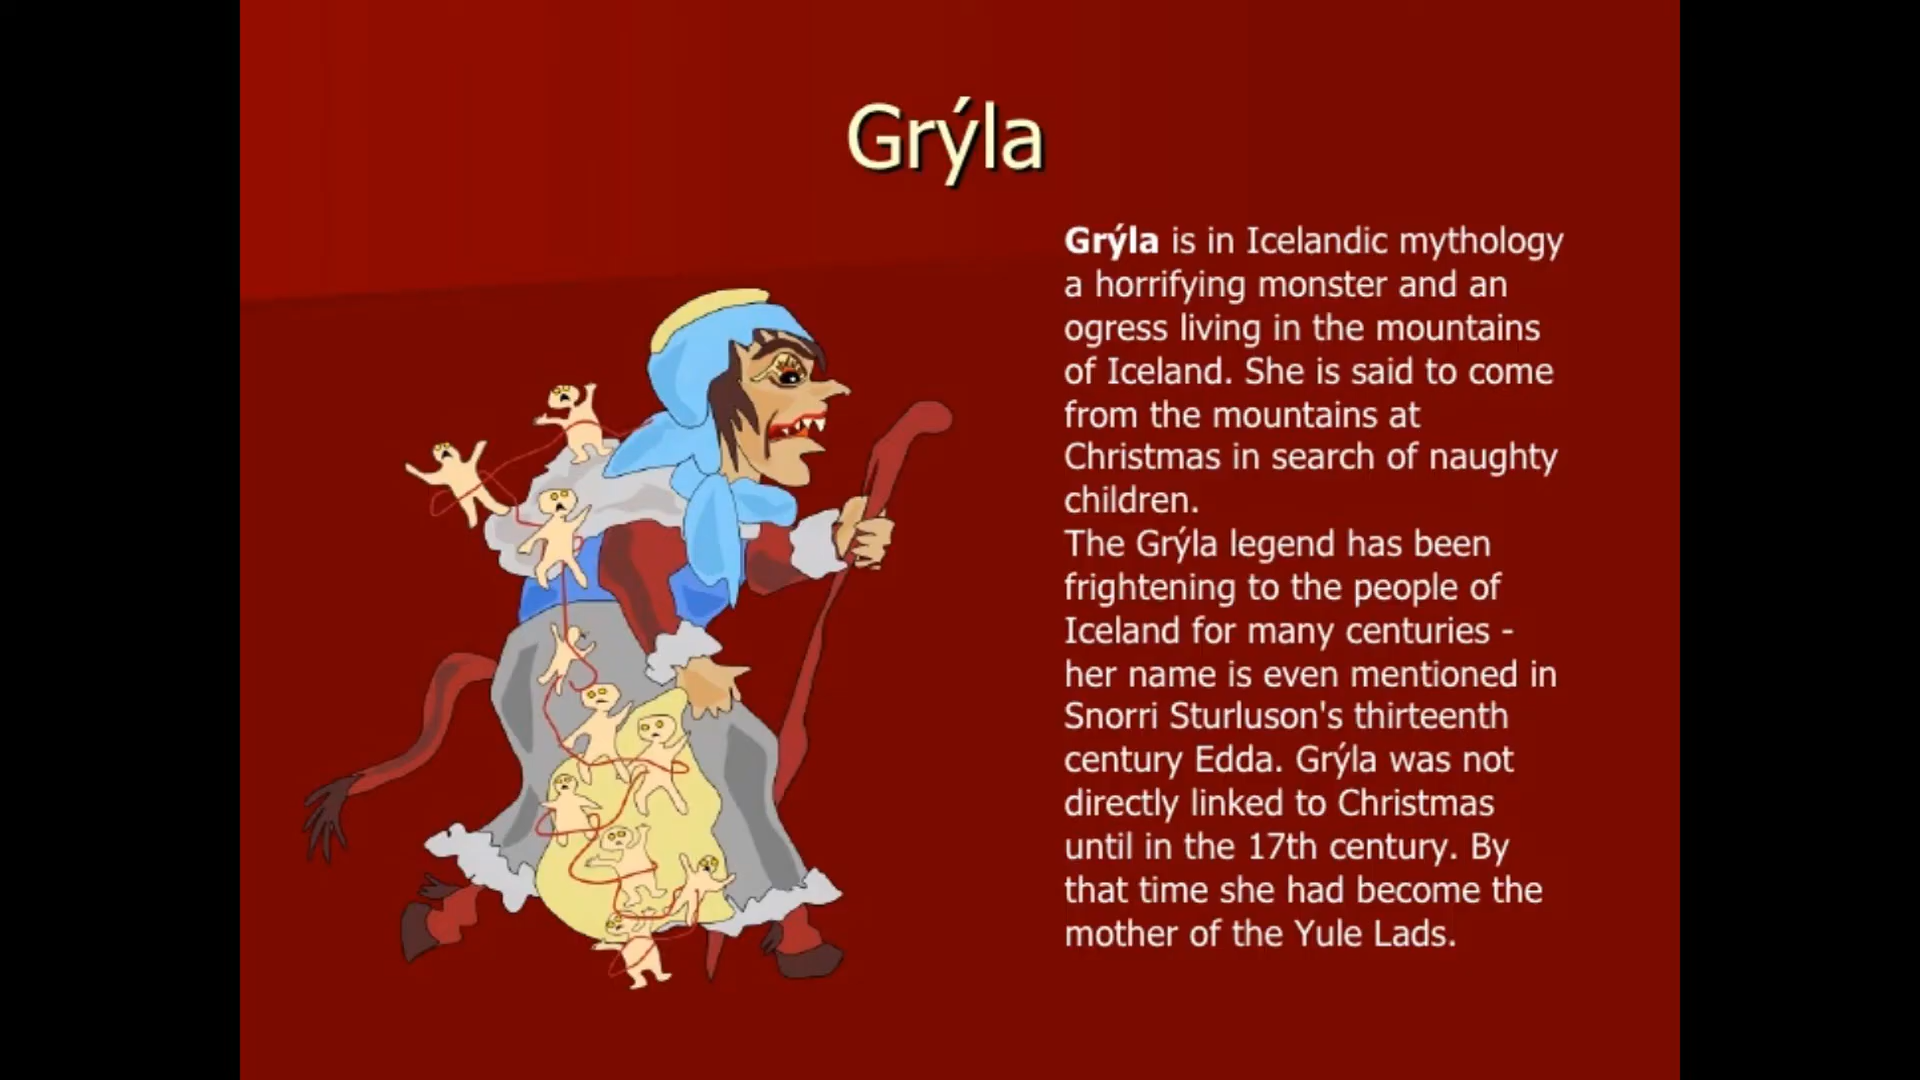 Grýla
Grýla is in Icelandic mythology
a horrifying monster and an
ogress living in the mountains
of Iceland. She is said to come
from the mountains at
Christmas in search of naughty
children.
The Grýla legend has been
frightening to the people of
Iceland for many centuries -
her name is even mentioned in
Snorri Sturluson's thirteenth
century Edda. Grýla was not
directly linked to Christmas
until in the 17th century. By
that time she had become the
mother of the Yule Lads.